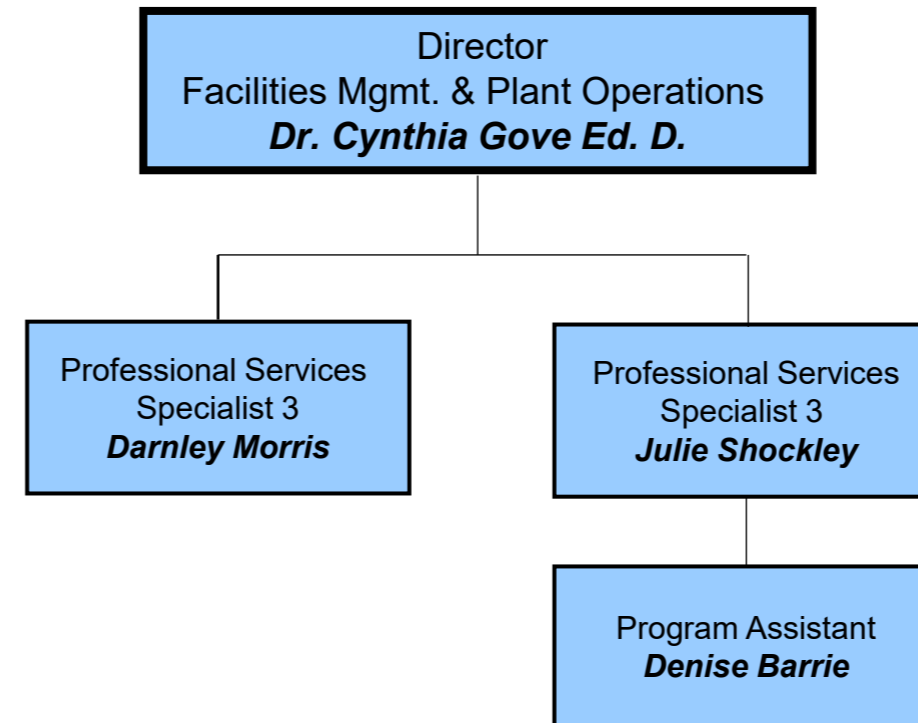 Director
Facilities Mgmt. & Plant Operations
Dr. Cynthia Gove Ed. D.
Professional Services
Specialist 3
Darnley Morris
Professional Services
Specialist 3
Julie Shockley
Program Assistant
Denise Barrie